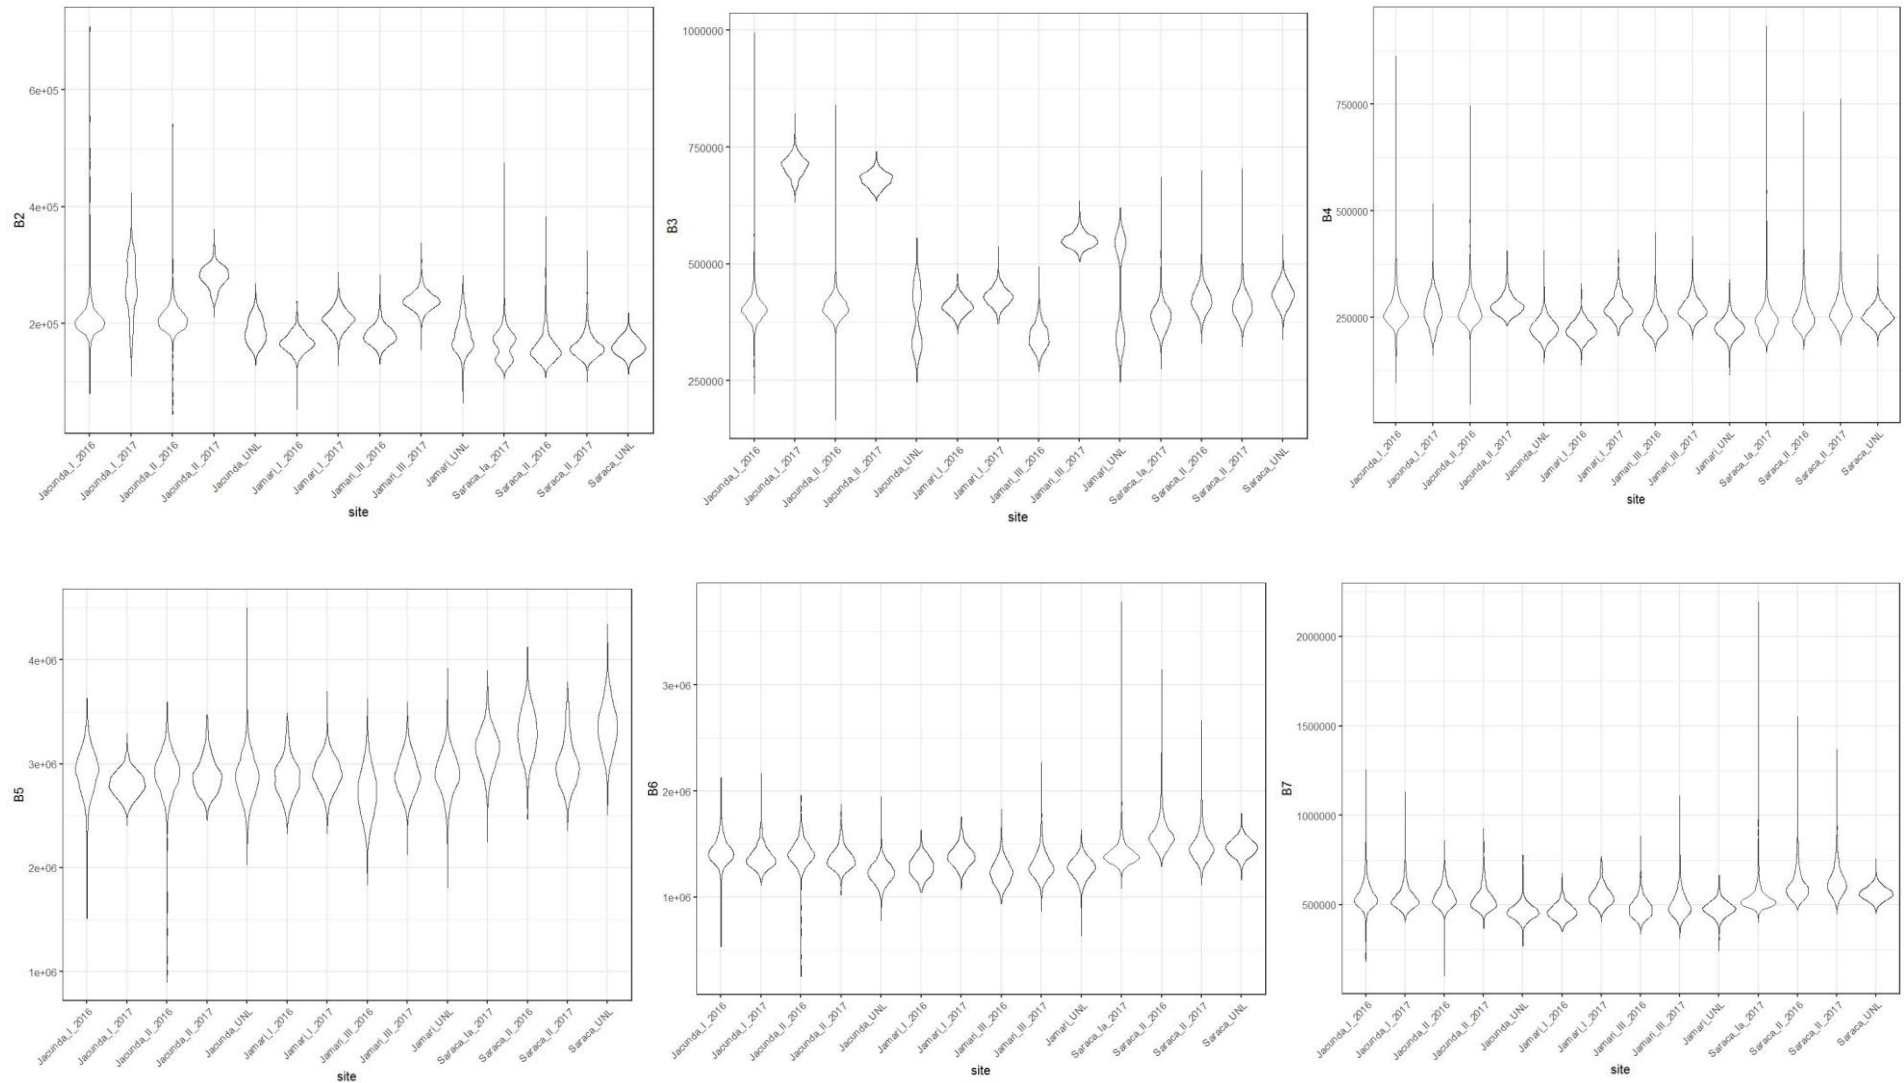 B2
6e+05
4e+05
2e+05
Jacunda_I_2016
Jacunda_I_2017
Jacunda_II_2016
Jacunda_II_2017
Jacunda_UNL
Jamari_I_2016
Jamari_I_2017
Jamari_III_2016
Jamari_III_2017
Jamari_UNL
Saraca_Ia_2017
Saraca_II_2016
Saraca_II_2017
Saraca_UNL
site
B3
1000000
750000
500000
250000
Jacunda_I_2016
Jacunda_I_2017
Jacunda_II_2016
Jacunda_II_2017
Jacunda_UNL
Jamari_I_2016
Jamari_I_2017
Jamari_III_2016
Jamari_III_2017
Jamari_UNL
Saraca_Ia_2017
Saraca_II_2016
Saraca_II_2017
Saraca_UNL
site
B4
750000
500000
250000
Jacunda_I_2016
Jacunda_I_2017
Jacunda_II_2016
Jacunda_II_2017
Jacunda_UNL
Jamari_I_2016
Jamari_I_2017
Jamari_III_2016
Jamari_III_2017
Jamari_UNL
Saraca_Ia_2017
Saraca_II_2016
Saraca_II_2017
Saraca_UNL
site
B5
4e+06
3e+06
2e+06
1e+06
Jacunda_I_2016
Jacunda_I_2017
Jacunda_II_2016
Jacunda_II_2017
Jacunda_UNL
Jamari_I_2016
Jamari_I_2017
Jamari_III_2016
Jamari_III_2017
Jamari_UNL
Saraca_Ia_2017
Saraca_II_2016
Saraca_II_2017
Saraca_UNL
site
B6
3e+06
2e+06
1e+06
Jacunda_I_2016
Jacunda_I_2017
Jacunda_II_2016
Jacunda_II_2017
Jacunda_UNL
Jamari_I_2016
Jamari_I_2017
Jamari_III_2016
Jamari_III_2017
Jamari_UNL
Saraca_Ia_2017
Saraca_II_2016
Saraca_II_2017
Saraca_UNL
site
B7
2000000
1500000
1000000
500000
Jacunda_I_2016
Jacunda_I_2017
Jacunda_II_2016
Jacunda_II_2017
Jacunda_UNL
Jamari_I_2016
Jamari_I_2017
Jamari_III_2016
Jamari_III_2017
Jamari_UNL
Saraca_Ia_2017
Saraca_II_2016
Saraca_II_2017
Saraca_UNL
site